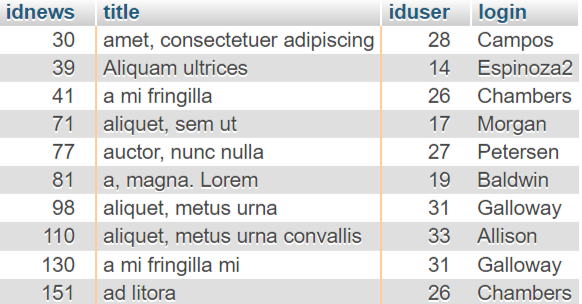 idnews title iduser login
30 amet, consectetuer adipiscing 28 Campos
39 Aliquam ultrices 14 Espinoza2
41 a mi fringilla 26 Chambers
71 aliquet, sem ut 17 Morgan
77 auctor, nunc nulla 27 Petersen
81 a, magna. Lorem 19 Baldwin
98 aliquet, metus urna 31 Galloway
110 aliquet, metus urna convallis 33 Allison
130 a mi fringilla mi 31 Galloway
151 ad litora 26 Chambers